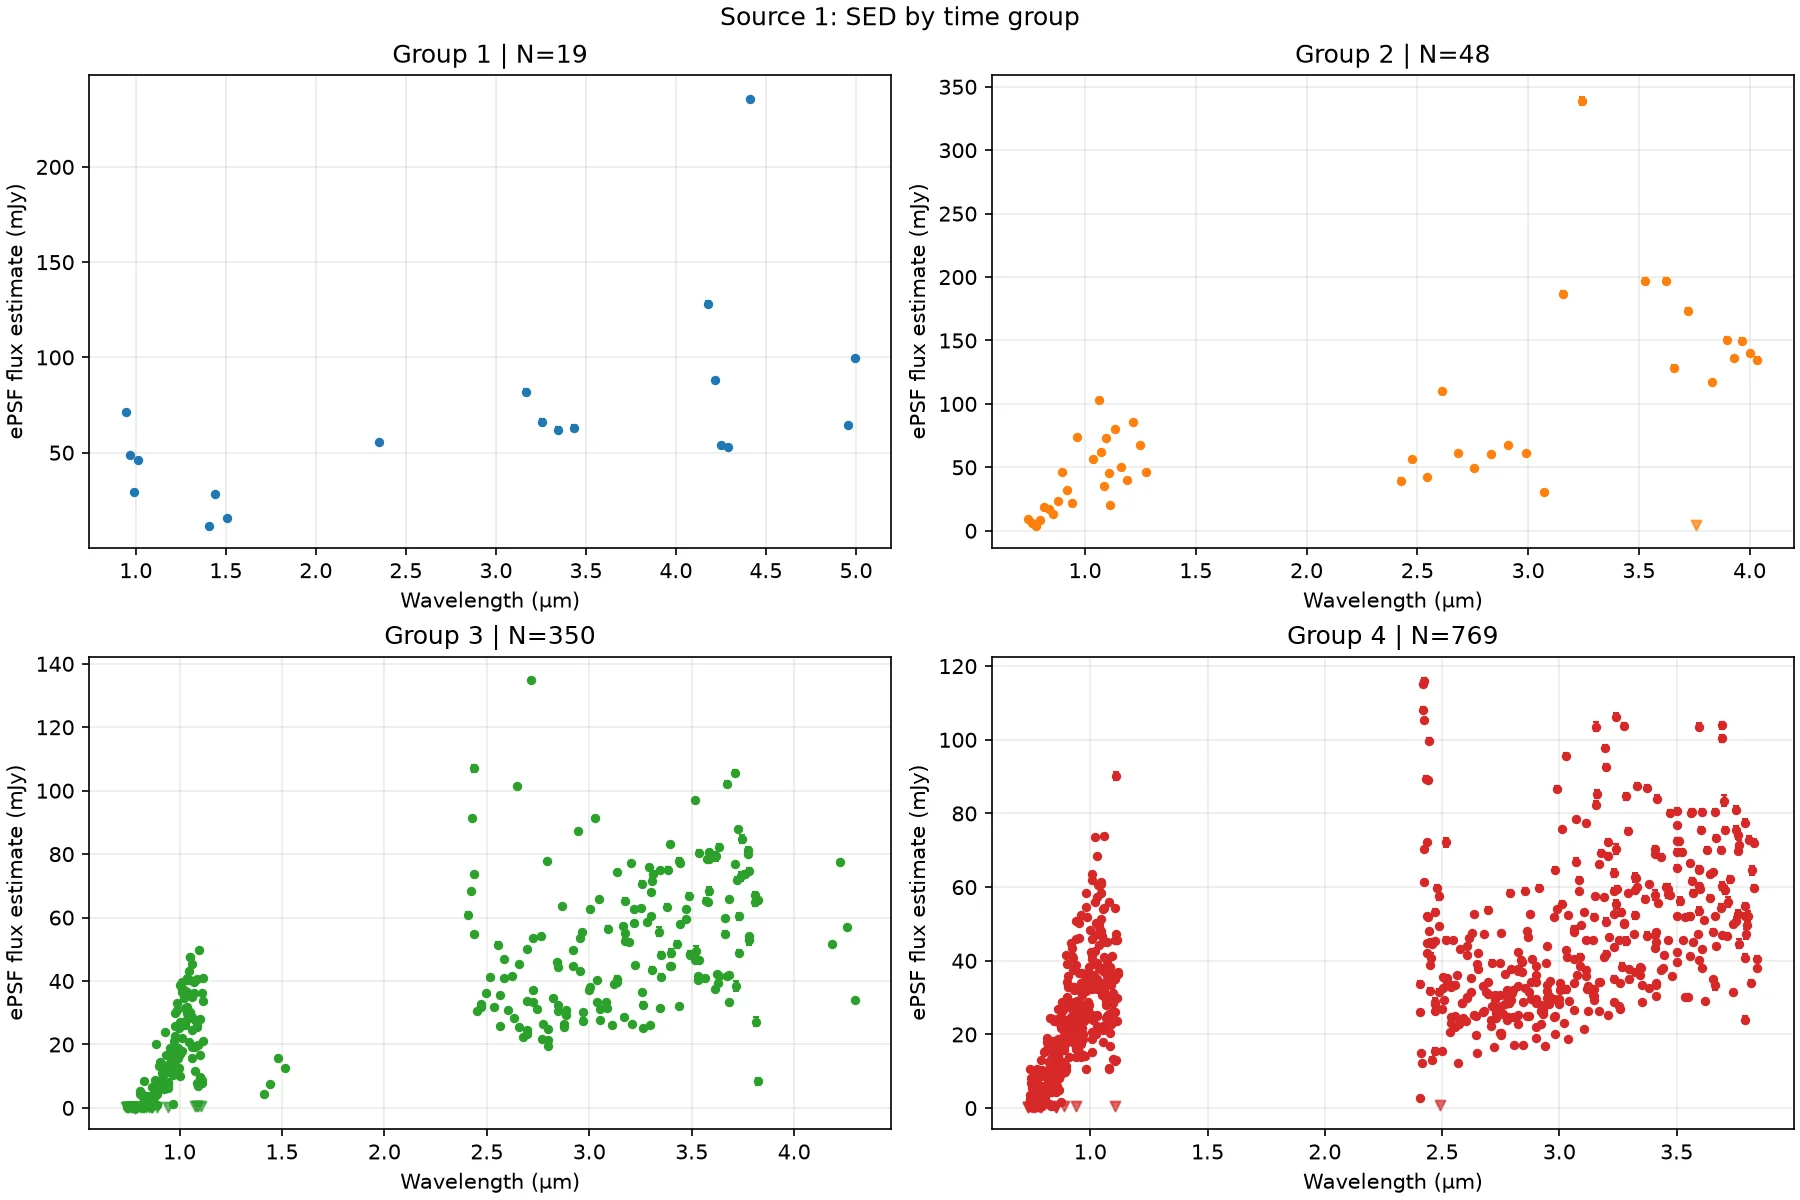 Source 1: SED by time group
Group 1 | N=19
ePSF flux estimate (mJy)
200
150
100
50
1.0 1.5 2.0 2.5 3.0 3.5 4.0 4.5 5.0
Wavelength (µm)
Group 2 | N=48
ePSF flux estimate (mJy)
350
300
250
200
150
100
50
0
1.0 1.5 2.0 2.5 3.0 3.5 4.0
Wavelength (µm)
Group 3 | N=350
ePSF flux estimate (mJy)
140
120
100
80
60
40
20
0
1.0 1.5 2.0 2.5 3.0 3.5 4.0
Wavelength (µm)
Group 4 | N=769
ePSF flux estimate (mJy)
120
100
80
60
40
20
0
1.0 1.5 2.0 2.5 3.0 3.5
Wavelength (µm)